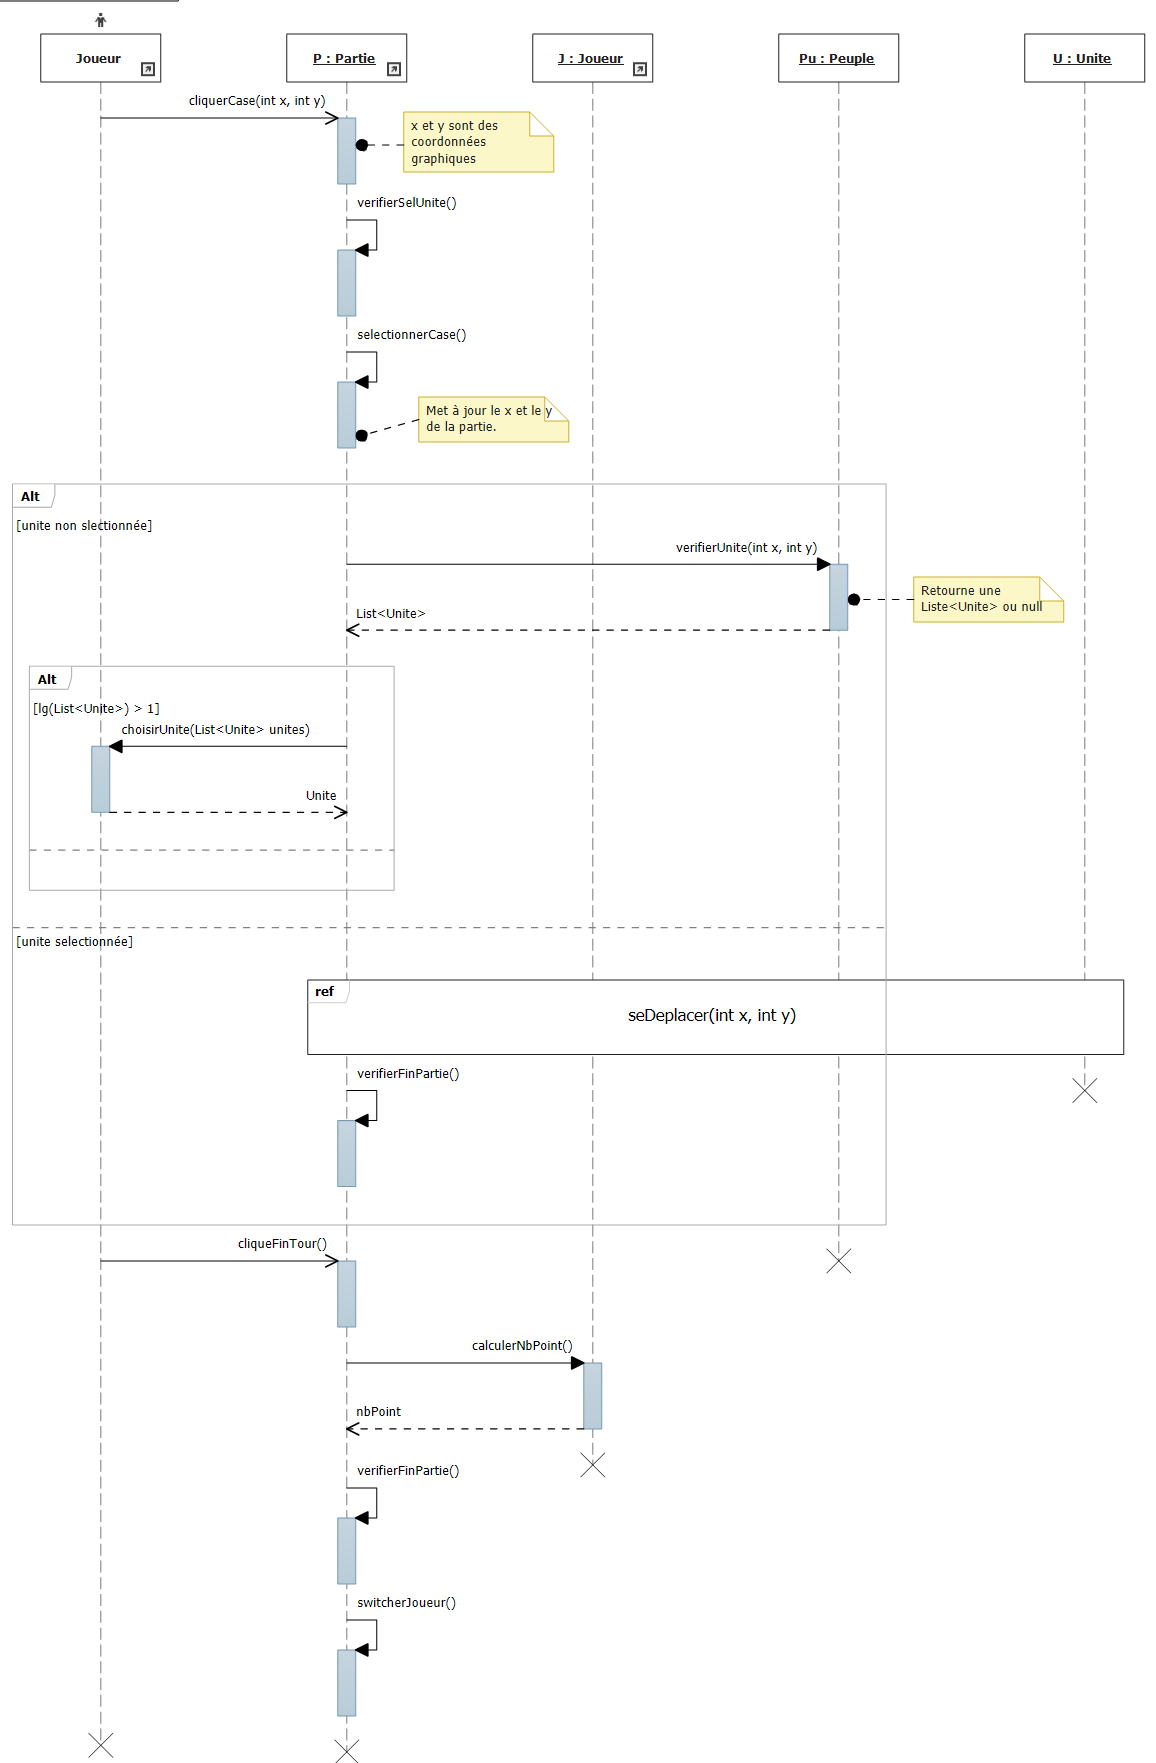 Joueur
P : Partie
J : Joueur
Pu : Peuple
U : Unite
cliquerCase(int x, int y)
x et y sont des
coordonnées
graphiques
verifierSelUnite()
selectionnerCase()
Met à jour le x et le y
de la partie.
Alt
[unite non slectionnée]
verifierUnite(int x, int y)
Retourne une
Liste<Unite> ou null
List<Unite>
Alt
[lg(List<Unite>) > 1]
choisirUnite(List<Unite> unites)
Unite
[unite selectionnée]
ref
seDeplacer(int x, int y)
verifierFinPartie()
cliqueFinTour()
calculerNbPoint()
nbPoint
verifierFinPartie()
switcherJoueur()